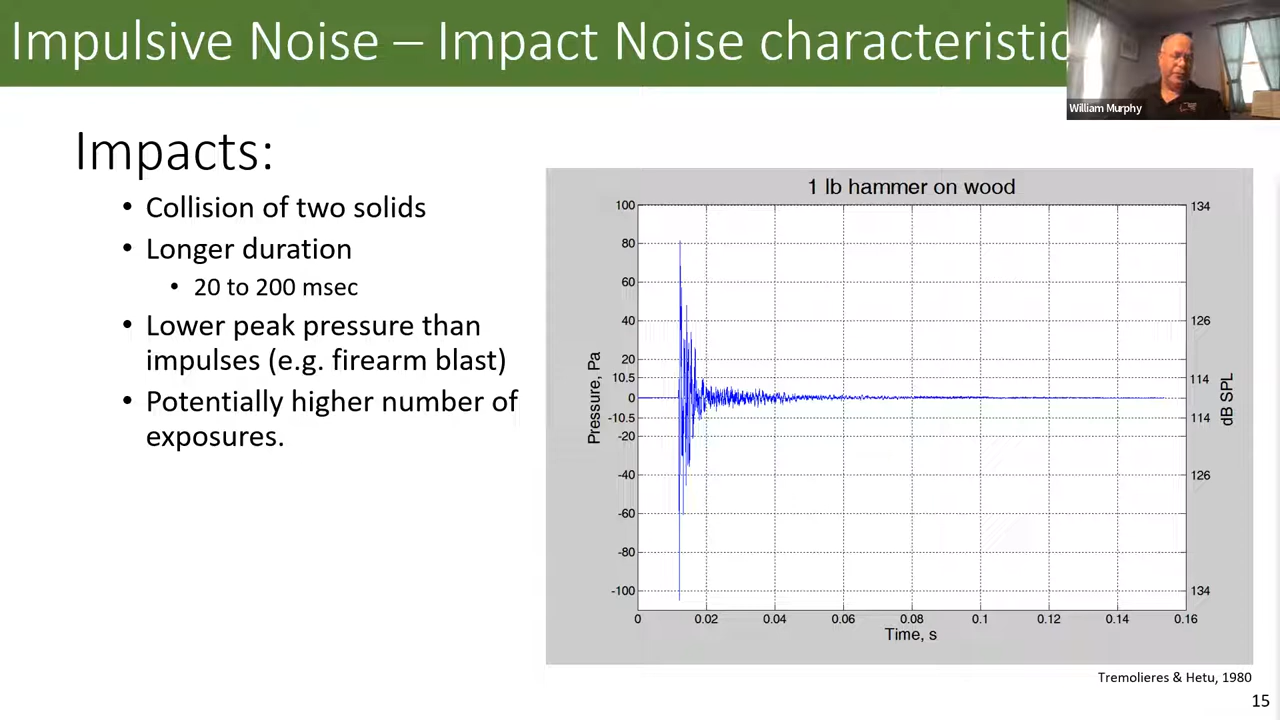 Impulsive Noise – Impact Noise characteristic
William Murphy
Impacts:
• Collision of two solids
• Longer duration
• 20 to 200 msec
• Lower peak pressure than
impulses (e.g. firearm blast)
• Potentially higher number of
exposures.
1 lb hammer on wood
100
80
60
40
20
10.5
0
-10.5
-20
-40
-60
-80
-100
Pressure, Pa
134
126
114
114
126
134
dB SPL
0
0.02
0.04
0.06
0.08
0.1
0.12
0.14
0.16
Time, s
Tremolieres & Hetu, 1980
15